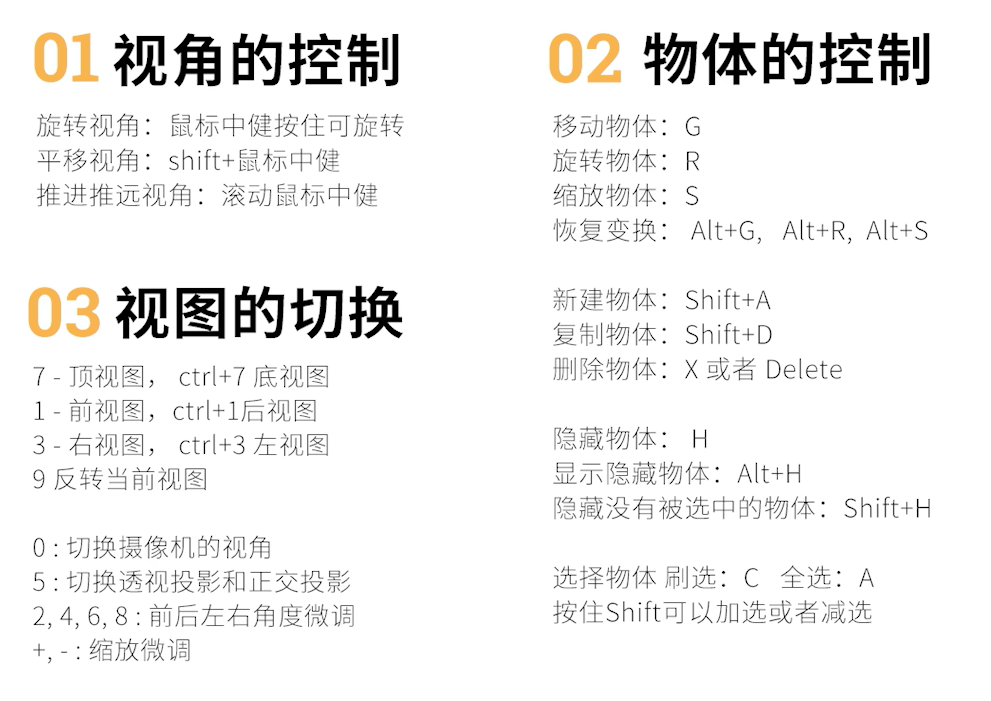 01 视角的控制
旋转视角：鼠标中健按住可旋转
平移视角：shift+鼠标中健
推进推远视角：滚动鼠标中健
02 物体的控制
移动物体：G
旋转物体：R
缩放物体：S
恢复变换： Alt+G, Alt+R, Alt+S
新建物体：Shift+A
复制物体：Shift+D
删除物体：X 或者 Delete
隐藏物体： H
显示隐藏物体：Alt+H
隐藏没有被选中的物体：Shift+H
选择物体 刷选：C 全选：A
按住Shift可以加选或者减选
03 视图的切换
7 - 顶视图， ctrl+7 底视图
1 - 前视图，ctrl+1后视图
3 - 右视图， ctrl+3 左视图
9 反转当前视图
0 : 切换摄像机的视角
5 : 切换透视投影和正交投影
2, 4, 6, 8 : 前后左右角度微调
+, - : 缩放微调